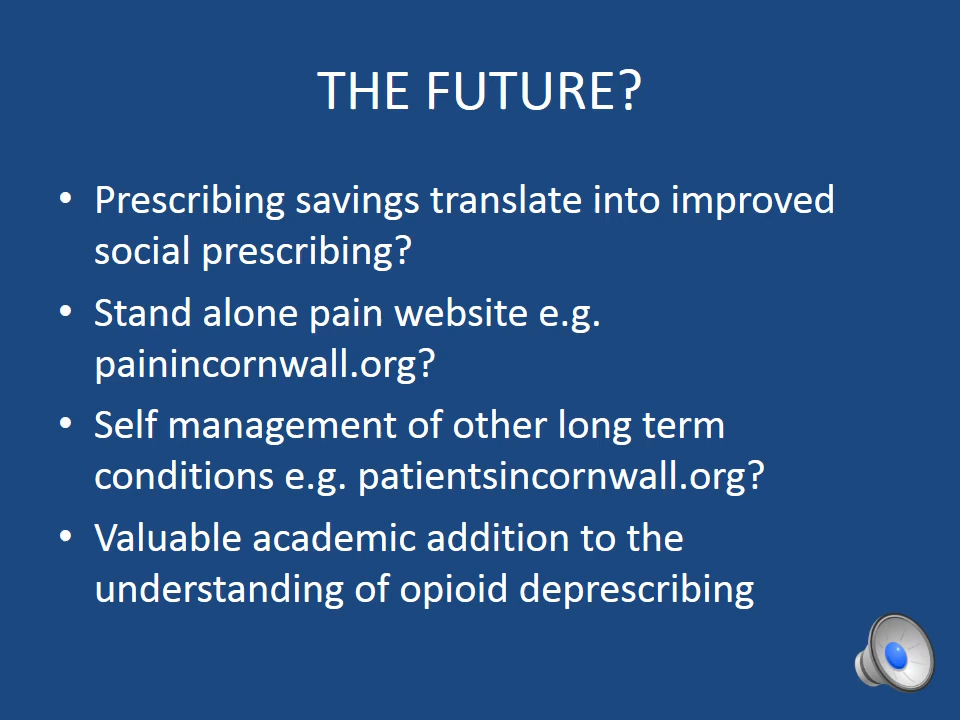 THE FUTURE?
• Prescribing savings translate into improved
social prescribing?
• Stand alone pain website e.g.
painincornwall.org?
• Self management of other long term
conditions e.g. patientsincornwall.org?
• Valuable academic addition to the
understanding of opioid deprescribing